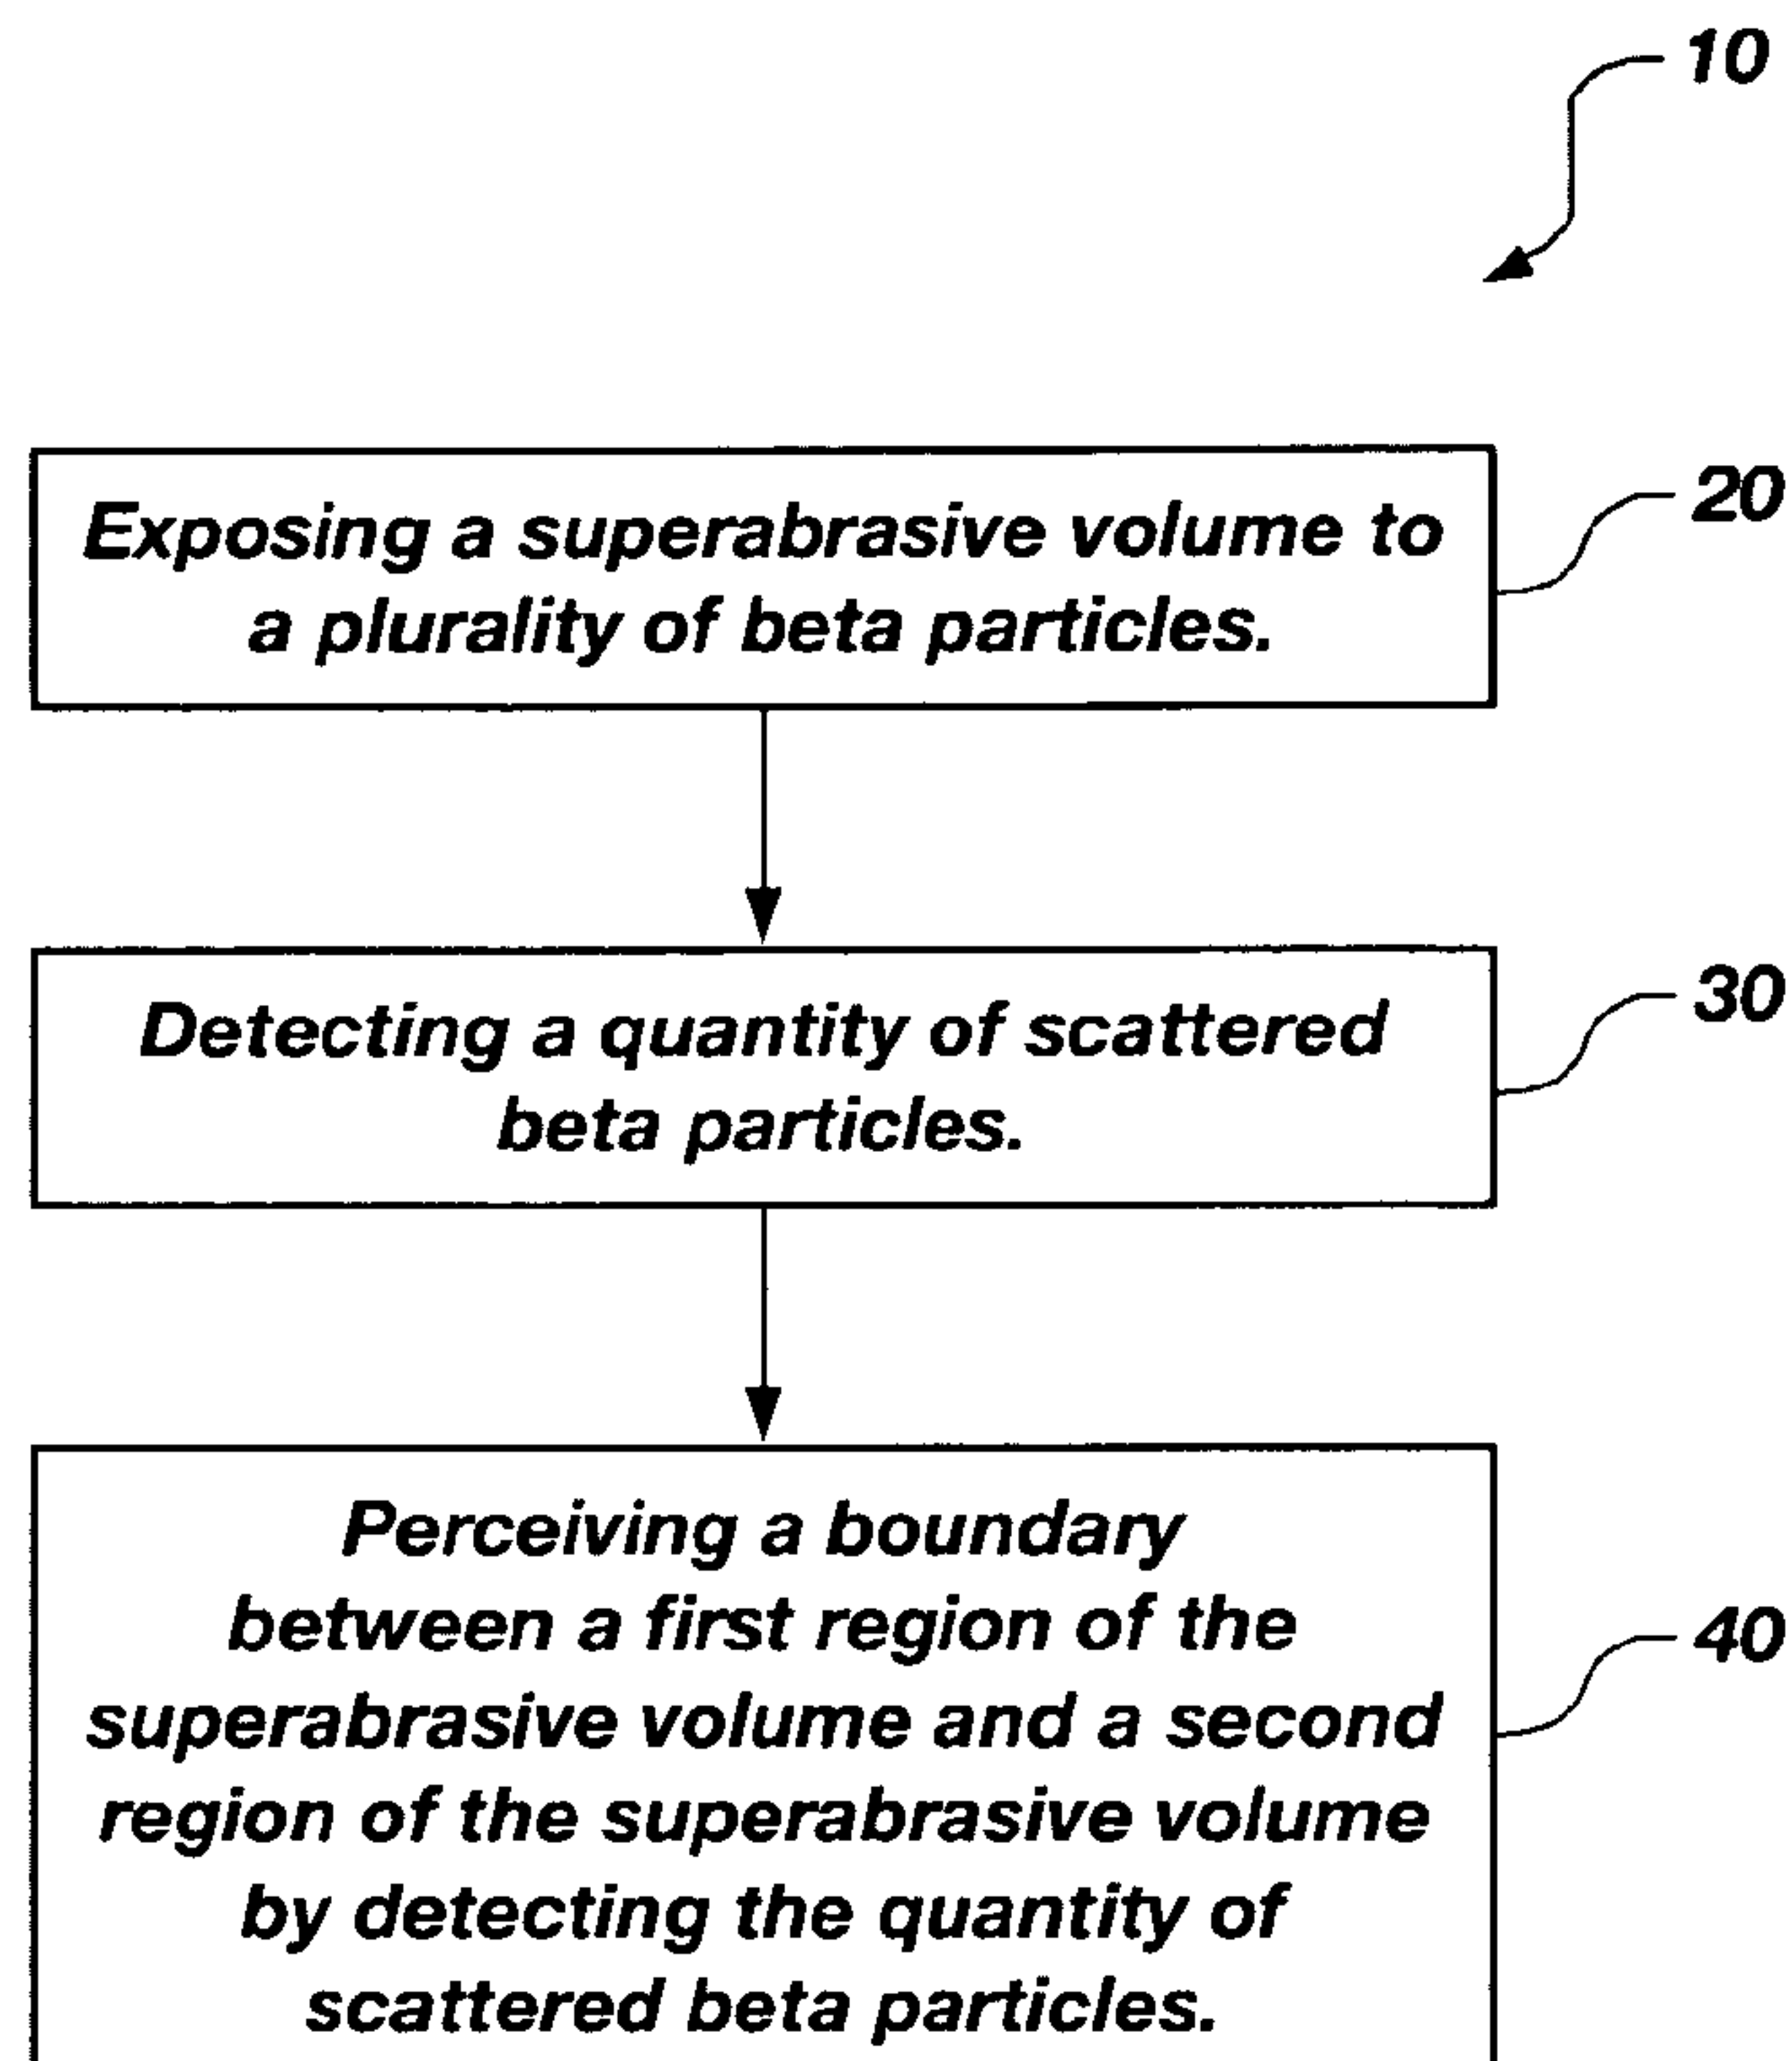 10
Exposing a superabrasive volume to
a plurality of beta particles.
20
Detecting a quantity of scattered
beta particles.
30
Perceiving a boundary
between a first region of the
superabrasive volume and a second
region of the superabrasive volume
by detecting the quantity of
scattered beta particles.
40